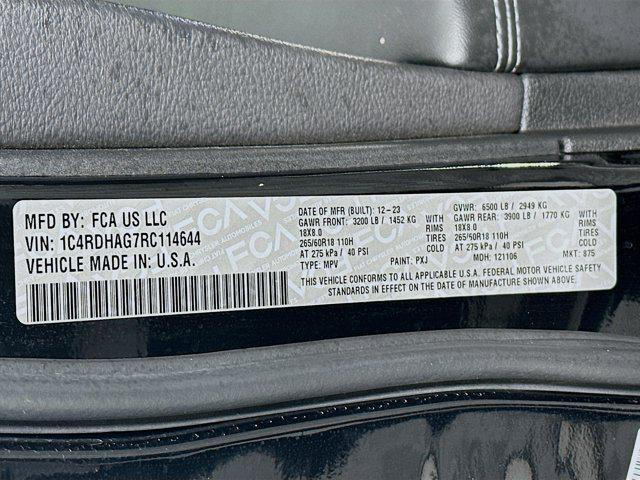 MFD BY: FCA US LLC
VIN: 1C4RDHAG7RC114644
VEHICLE MADE IN: U.S.A.
DATE OF MFR (BUILT): 12-23
GAWR FRONT: 3200 LB / 1452 KG WITH
18X8.0 RIMS
265/60R18 110H TIRES
AT 275 kPa / 40 PSI COLD
TYPE: MPV PAINT: PXJ
GVWR: 6500 LB / 2949 KG
GAWR REAR: 3900 LB / 1770 KG WITH
18X8.0 RIMS
265/60R18 110H TIRES
AT 275 kPa / 40 PSI COLD
MDH: 121106 MKT: 875
THIS VEHICLE CONFORMS TO ALL APPLICABLE U.S.A. FEDERAL MOTOR VEHICLE SAFETY
STANDARDS IN EFFECT ON THE DATE OF MANUFACTURE SHOWN ABOVE.